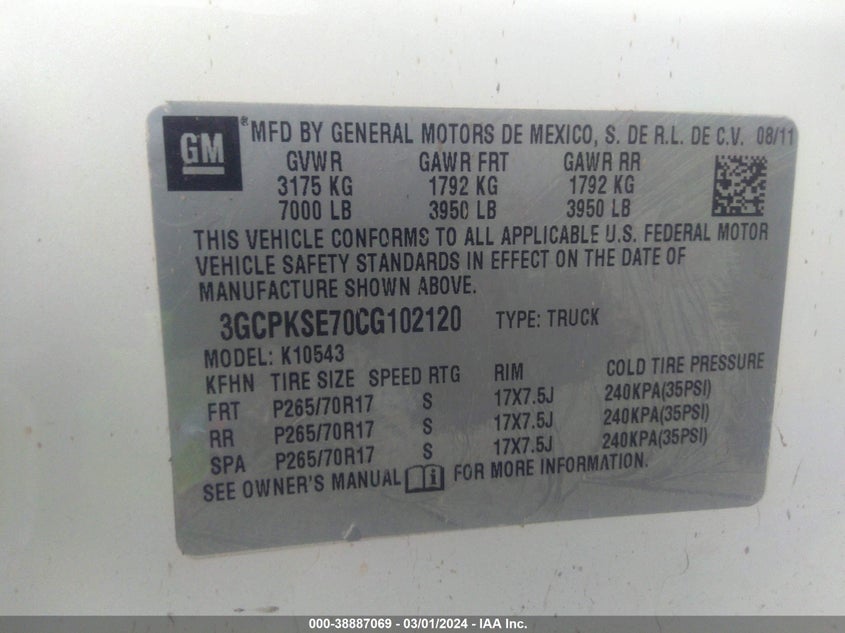 GM ® MFD BY GENERAL MOTORS DE MEXICO, S. DE R.L. DE C.V. 08/11
GVWR GAWR FRT GAWR RR
3175 KG 1792 KG 1792 KG
7000 LB 3950 LB 3950 LB
THIS VEHICLE CONFORMS TO ALL APPLICABLE U.S. FEDERAL MOTOR
VEHICLE SAFETY STANDARDS IN EFFECT ON THE DATE OF
MANUFACTURE SHOWN ABOVE.
3GCPKSE70CG102120 TYPE: TRUCK
MODEL: K10543
KFHN TIRE SIZE SPEED RTG RIM COLD TIRE PRESSURE
FRT P265/70R17 S 17X7.5J 240KPA(35PSI)
RR P265/70R17 S 17X7.5J 240KPA(35PSI)
SPA P265/70R17 S 17X7.5J 240KPA(35PSI)
SEE OWNER'S MANUAL i FOR MORE INFORMATION.
000-38887069 - 03/01/2024 - IAA Inc.